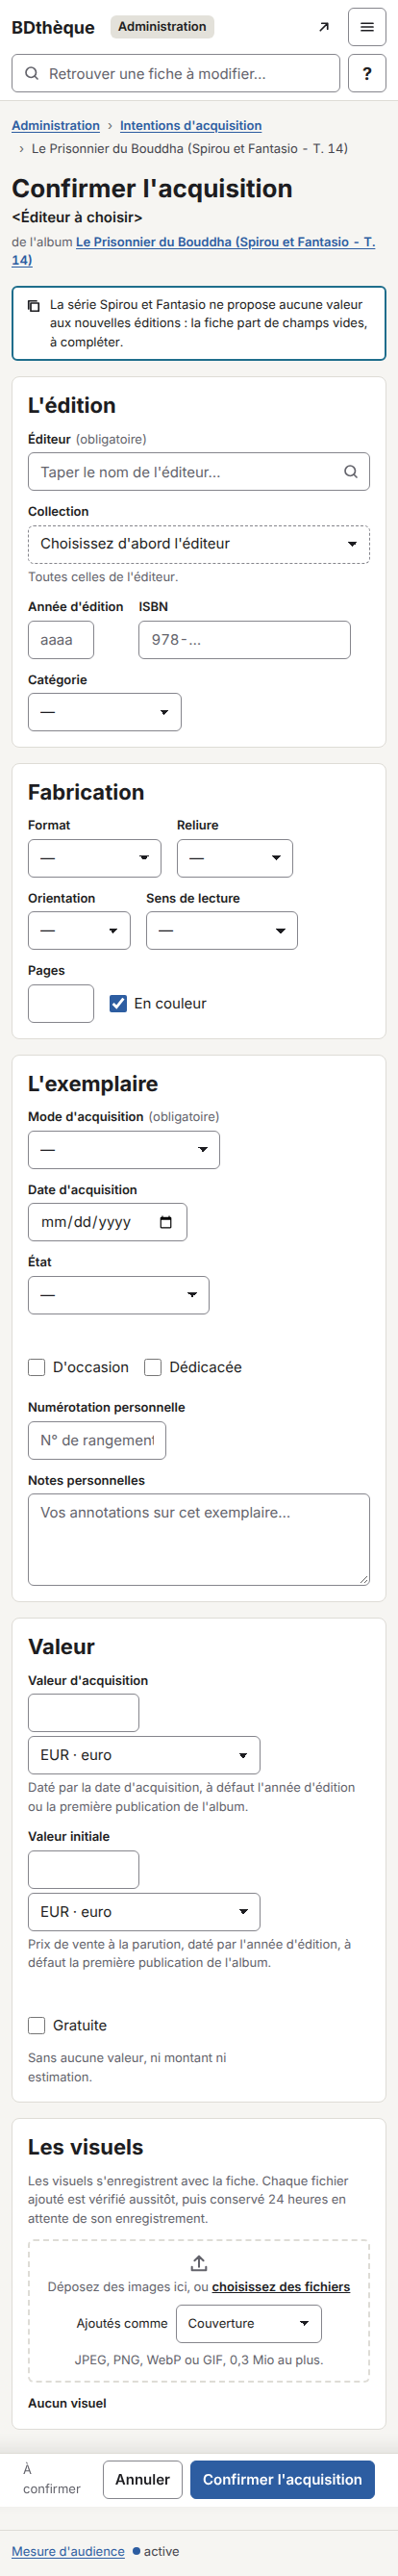 BDthèque Administration
Retrouver une fiche à modifier...
?
Administration › Intentions d'acquisition
› Le Prisonnier du Bouddha (Spirou et Fantasio - T. 14)
Confirmer l'acquisition
<Éditeur à choisir>
de l'album Le Prisonnier du Bouddha (Spirou et Fantasio - T.
14)
La série Spirou et Fantasio ne propose aucune valeur
aux nouvelles éditions : la fiche part de champs vides,
à compléter.
L'édition
Éditeur (obligatoire)
Taper le nom de l'éditeur...
Collection
Choisissez d'abord l'éditeur
Toutes celles de l'éditeur.
Année d'édition ISBN
aaaa 978-...
Catégorie
—
Fabrication
Format Reliure
— —
Orientation Sens de lecture
— —
Pages
En couleur
L'exemplaire
Mode d'acquisition (obligatoire)
—
Date d'acquisition
mm/dd/yyyy
État
—
D'occasion Dédicacée
Numérotation personnelle
N° de rangement
Notes personnelles
Vos annotations sur cet exemplaire...
Valeur
Valeur d'acquisition
EUR · euro
Daté par la date d'acquisition, à défaut l'année d'édition
ou la première publication de l'album.
Valeur initiale
EUR · euro
Prix de vente à la parution, daté par l'année d'édition, à
défaut la première publication de l'album.
Gratuite
Sans aucune valeur, ni montant ni
estimation.
Les visuels
Les visuels s'enregistrent avec la fiche. Chaque fichier
ajouté est vérifié aussitôt, puis conservé 24 heures en
attente de son enregistrement.
Déposez des images ici, ou choisissez des fichiers
Ajoutés comme Couverture
JPEG, PNG, WebP ou GIF, 0,3 Mio au plus.
Aucun visuel
À
confirmer
Annuler Confirmer l'acquisition
Mesure d'audience active